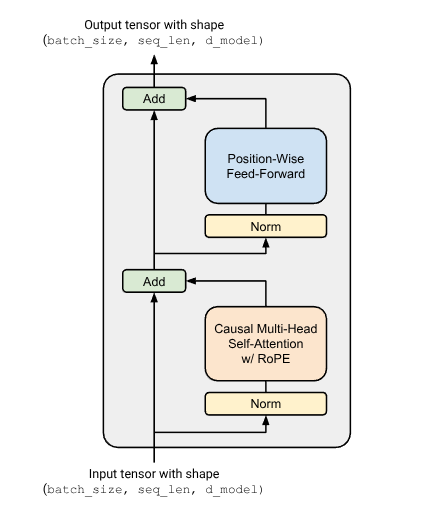 Output tensor with shape
(batch_size, seq_len, d_model)
Add
Position-Wise
Feed-Forward
Norm
Add
Causal Multi-Head
Self-Attention
w/ RoPE
Norm
Input tensor with shape
(batch_size, seq_len, d_model)